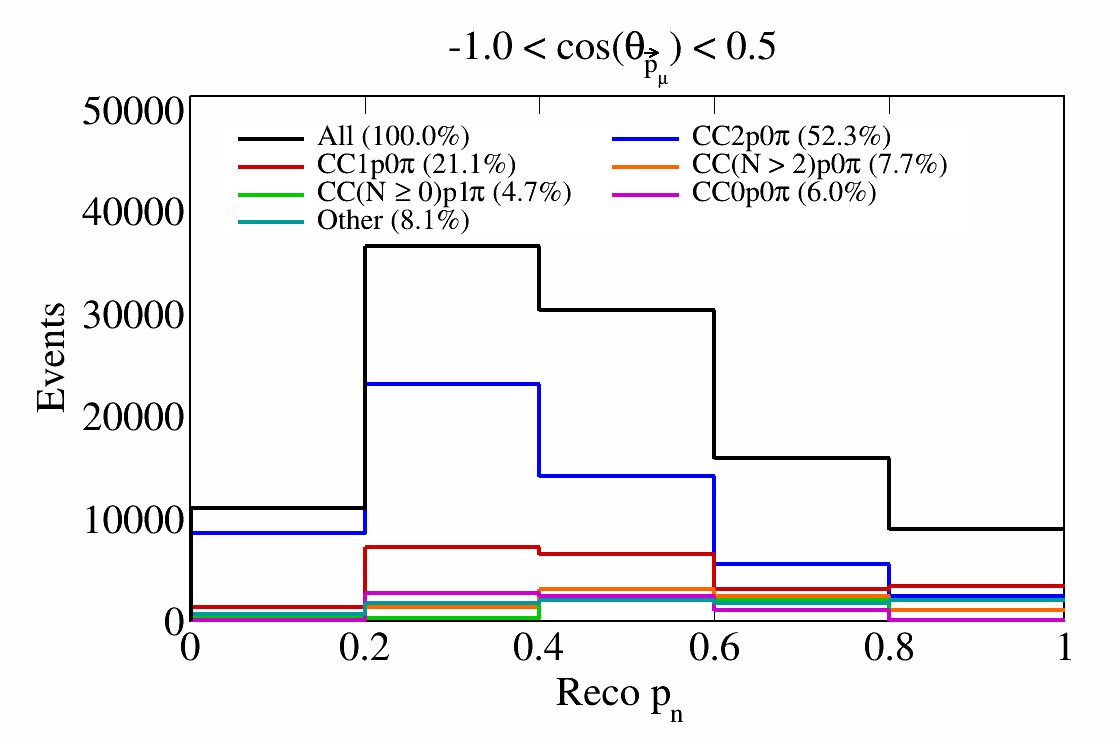 -1.0 < cos(θp⃗μ) < 0.5
50000
40000
30000
20000
10000
0
Events
All (100.0%)
CC2p0π (52.3%)
CC1p0π (21.1%)
CC(N > 2)p0π (7.7%)
CC(N ≥ 0)p1π (4.7%)
CC0p0π (6.0%)
Other (8.1%)
0 0.2 0.4 0.6 0.8 1
Reco pn